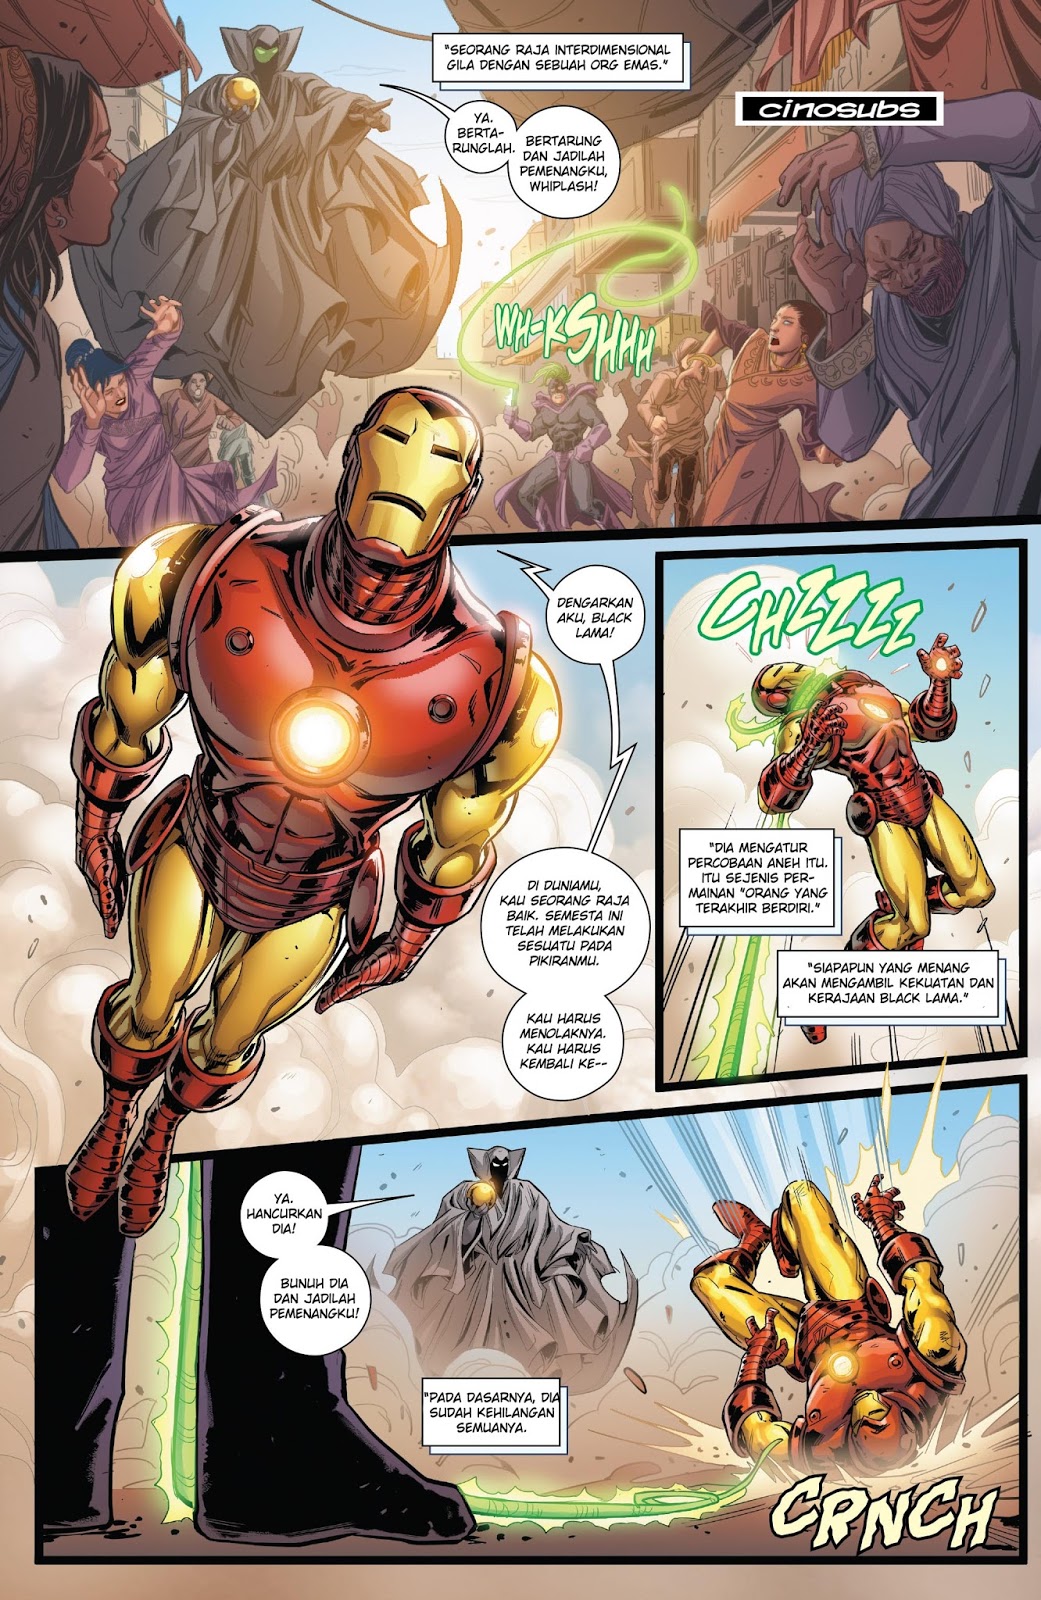 "SEORANG RAJA INTERDIMENSIONAL
GILA DENGAN SEBUAH ORG EMAS."
cinosubs
YA.
BERTA-
RUNGLAH.
BERTARUNG
DAN JADILAH
PEMENANGKU,
WHIPLASH!
WH-KSHHHH
DENGARKAN
AKU, BLACK
LAMA!
DI DUNIAMU,
KAU SEORANG RAJA
BAIK. SEMESTA INI
TELAH MELAKUKAN
SESUATU PADA
PIKIRANMU.
KAU HARUS
MENOLAKNYA.
KAU HARUS
KEMBALI KE--
CHZZZZZ
"DIA MENGATUR
PERCOBAAN ANEH ITU.
ITU SEJENIS PER-
MAINAN "ORANG YANG
TERAKHIR BERDIRI."
"SIAPAPUN YANG MENANG
AKAN MENGAMBIL KEKUATAN DAN
KERAJAAN BLACK LAMA."
YA.
HANCURKAN
DIA!
BUNUH DIA
DAN JADILAH
PEMENANGKU!
"PADA DASARNYA, DIA
SUDAH KEHILANGAN
SEMUANYA.
CRNCH